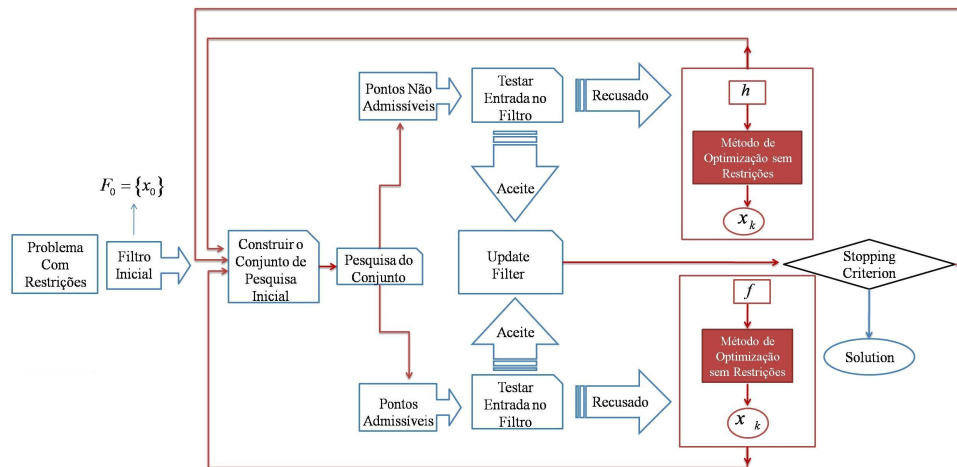 Problema
Com
Restrições
F₀ = {x₀}
Filtro
Inicial
Construir o
Conjunto de
Pesquisa
Inicial
Pesquisa do
Conjunto
Pontos Não
Admissíveis
Testar
Entrada no
Filtro
Recusado
h
Método de
Optimização sem
Restrições
x_k
Aceite
Update
Filter
Stopping
Criterion
Solution
Aceite
Pontos
Admissíveis
Testar
Entrada no
Filtro
Recusado
f
Método de
Optimização
sem Restrições
x_k